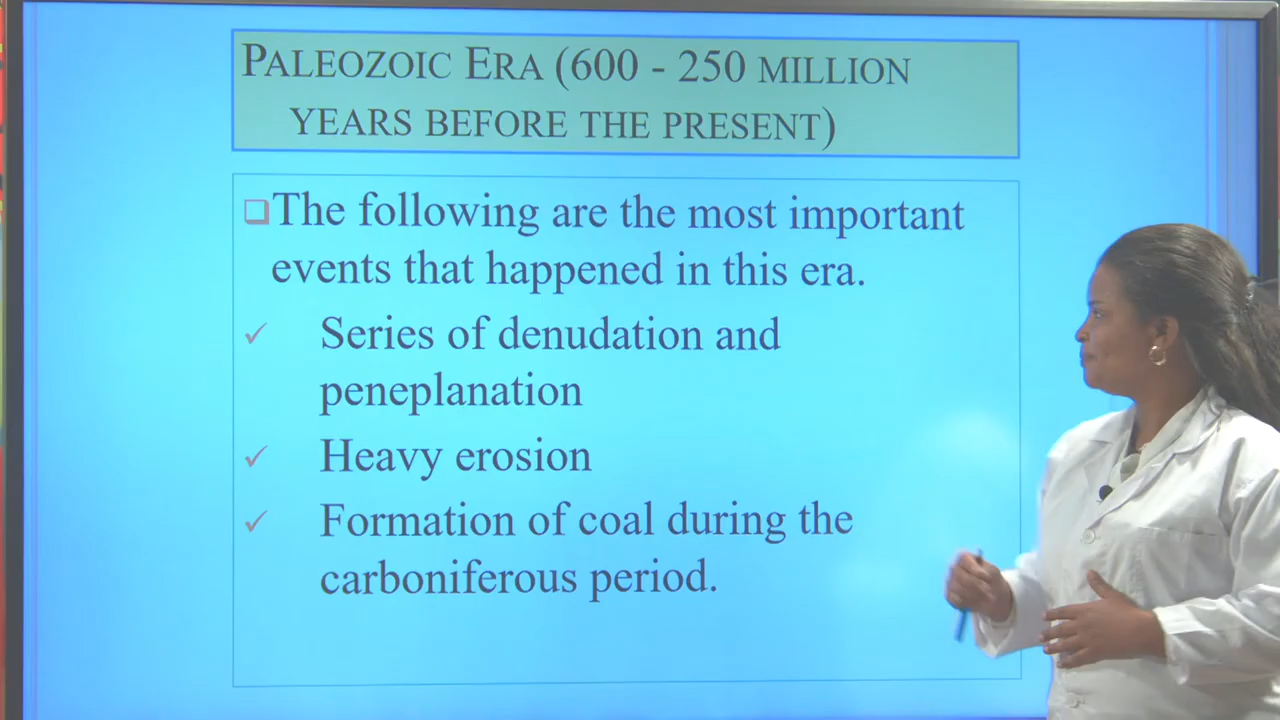 PALEOZOIC ERA (600 - 250 MILLION
YEARS BEFORE THE PRESENT)
❑The following are the most important
events that happened in this era.
✓ Series of denudation and
peneplanation
✓ Heavy erosion
✓ Formation of coal during the
carboniferous period.